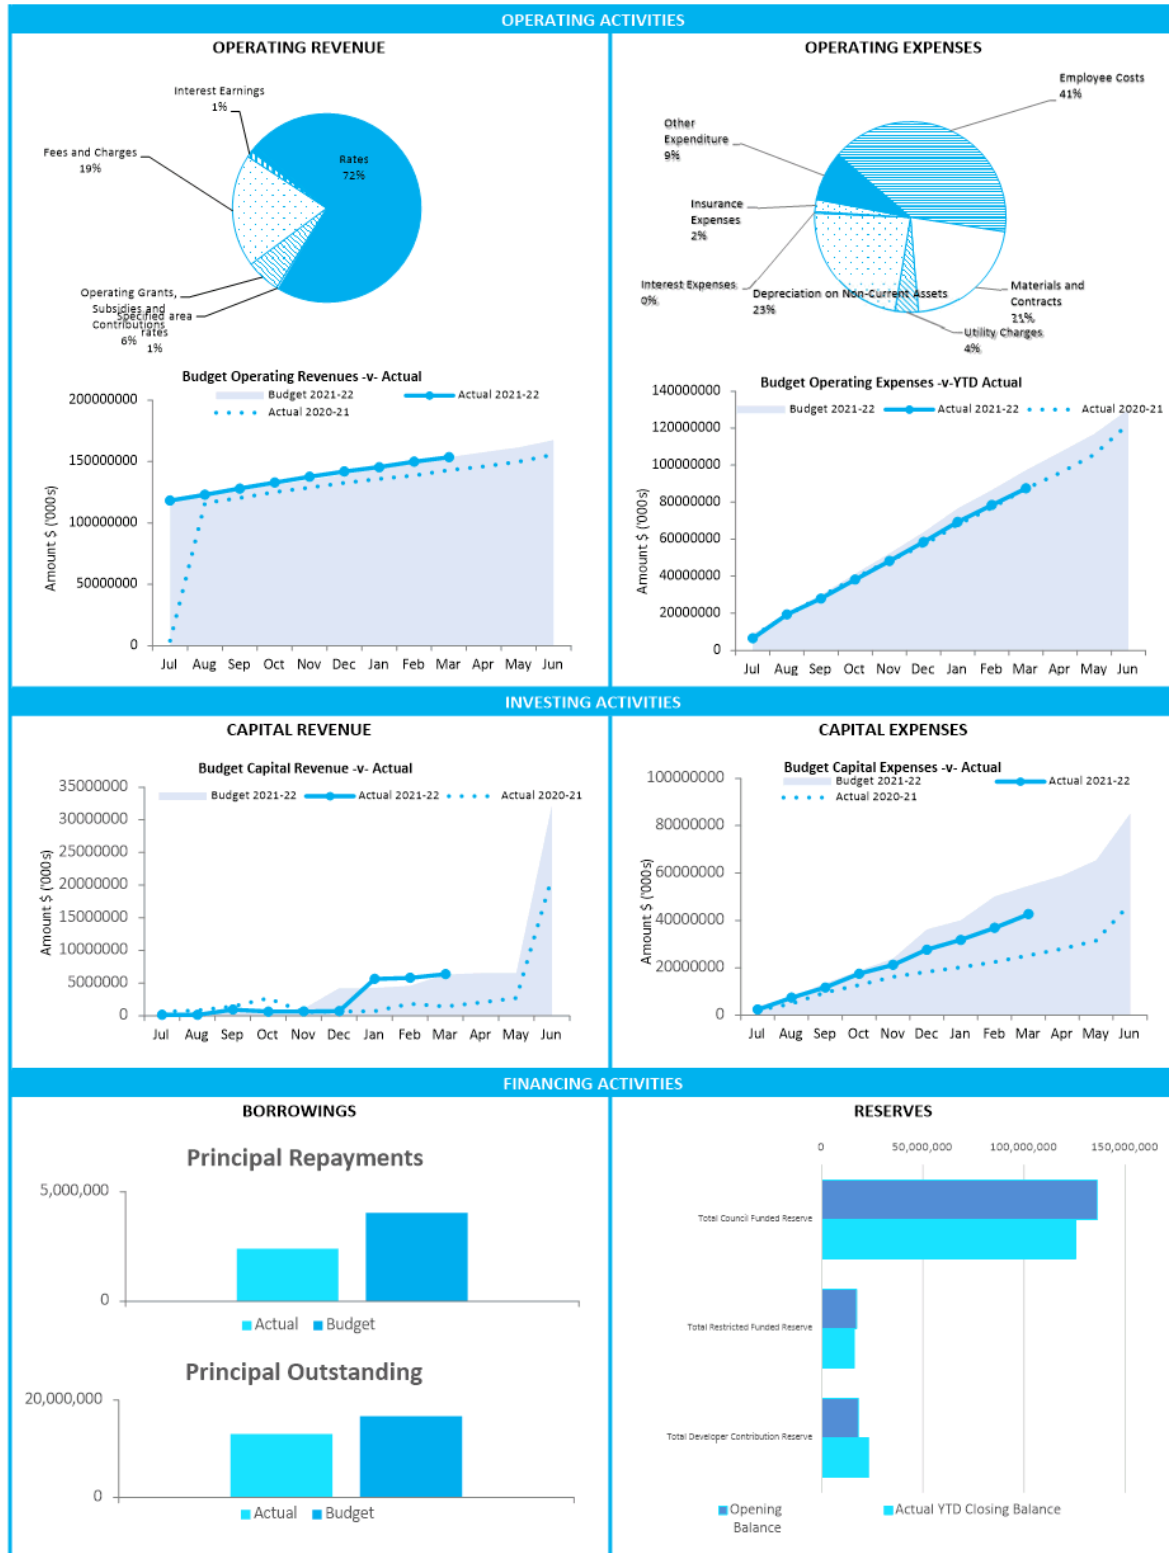 OPERATING ACTIVITIES
OPERATING REVENUE
Interest Earnings
1%
Fees and Charges
19%
Rates
72%
Operating Grants,
Subsidies and
Contributions
6%
Specified area
rates
1%
Budget Operating Revenues -v- Actual
Budget 2021-22
Actual 2021-22
Actual 2020-21
Amount $ ('000s)
200000000
150000000
100000000
50000000
0
Jul Aug Sep Oct Nov Dec Jan Feb Mar Apr May Jun
OPERATING EXPENSES
Employee Costs
41%
Other
Expenditure
9%
Insurance
Expenses
2%
Interest Expenses
0%
Depreciation on Non-Current Assets
23%
Materials and
Contracts
21%
Utility Charges
4%
Budget Operating Expenses -v-YTD Actual
Budget 2021-22
Actual 2021-22
Actual 2020-21
Amount $ ('000s)
140000000
120000000
100000000
80000000
60000000
40000000
20000000
0
Jul Aug Sep Oct Nov Dec Jan Feb Mar Apr May Jun
INVESTING ACTIVITIES
CAPITAL REVENUE
Budget Capital Revenue -v- Actual
Budget 2021-22
Actual 2021-22
Actual 2020-21
Amount $ ('000s)
35000000
30000000
25000000
20000000
15000000
10000000
5000000
0
Jul Aug Sep Oct Nov Dec Jan Feb Mar Apr May Jun
CAPITAL EXPENSES
Budget Capital Expenses -v- Actual
Budget 2021-22
Actual 2021-22
Actual 2020-21
Amount $ ('000s)
100000000
80000000
60000000
40000000
20000000
0
Jul Aug Sep Oct Nov Dec Jan Feb Mar Apr May Jun
FINANCING ACTIVITIES
BORROWINGS
Principal Repayments
5,000,000
0
Actual
Budget
Principal Outstanding
20,000,000
0
Actual
Budget
RESERVES
0 50,000,000 100,000,000 150,000,000
Total Council Funded Reserve
Total Restricted Funded Reserve
Total Developer Contribution Reserve
Opening
Balance
Actual YTD Closing Balance